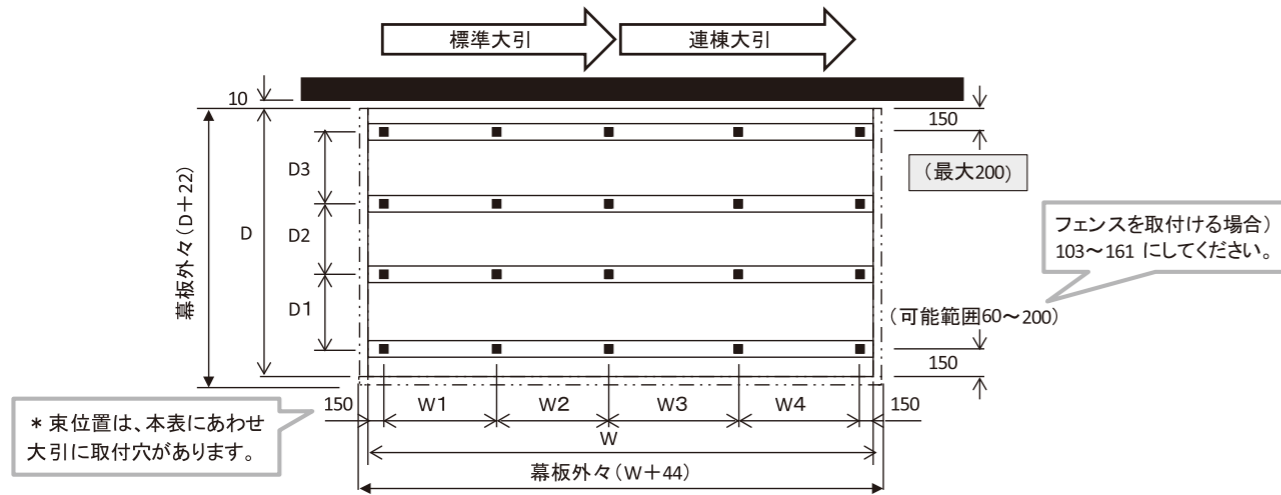 標準大引
連棟大引
10
150
(最大200)
D3
D2
D1
D
幕板外々(D+22)
フェンスを取付ける場合)
103～161 にしてください。
(可能範囲60～200)
150
150
W1
W2
W3
W4
150
W
幕板外々(W+44)
* 束位置は、本表にあわせ
大引に取付穴があります。